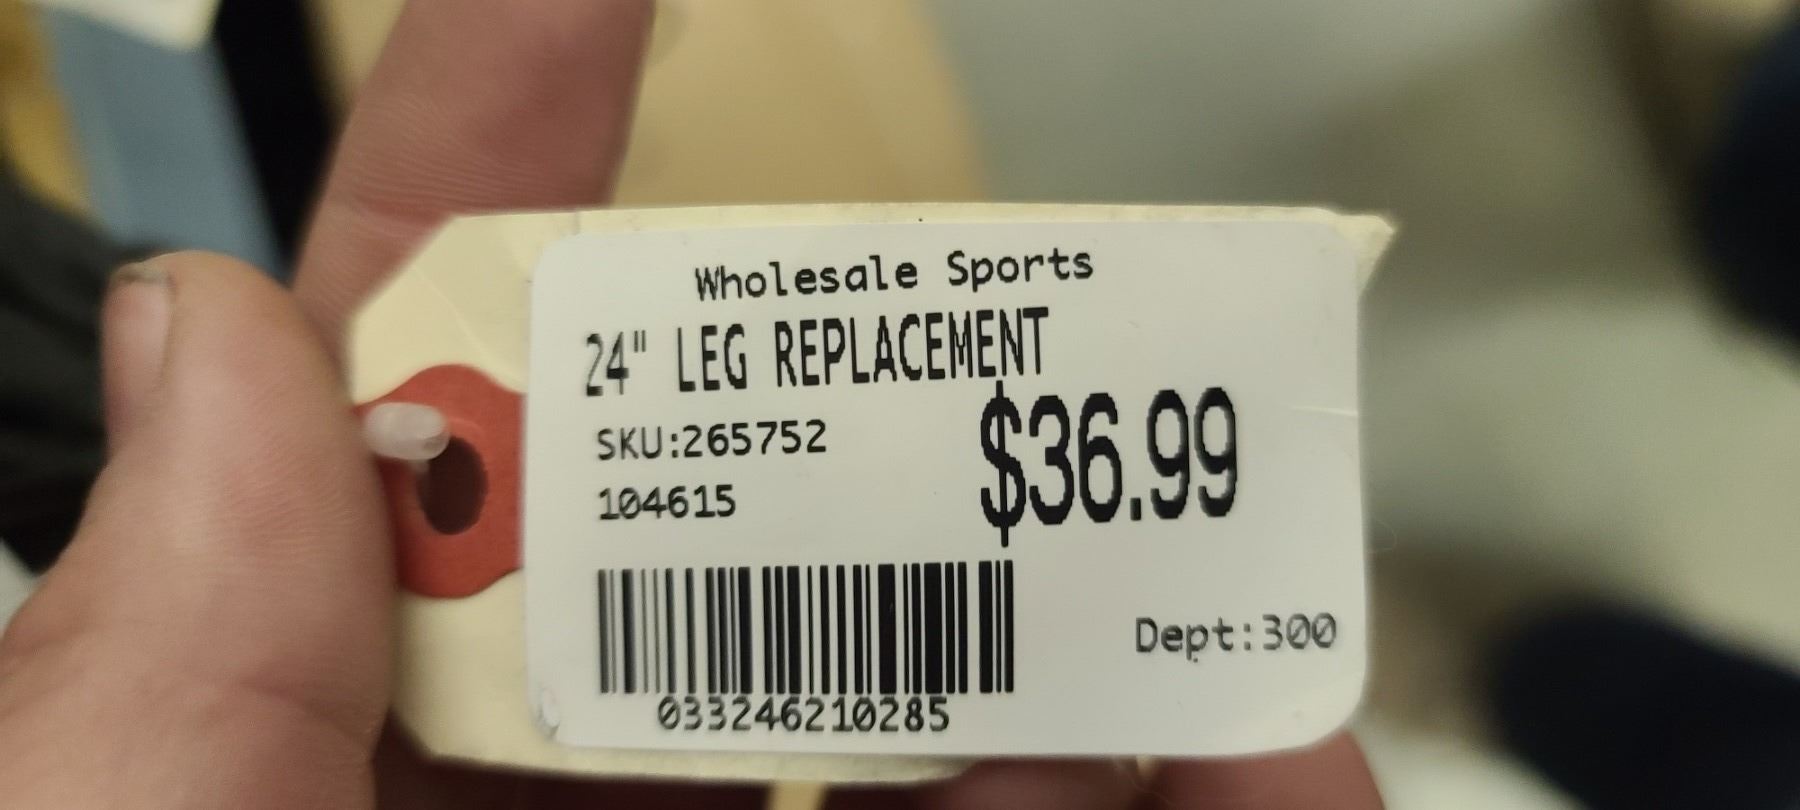 Wholesale Sports
24" LEG REPLACEMENT
$36.99
SKU:265752
104615
Dept:300
033246210285